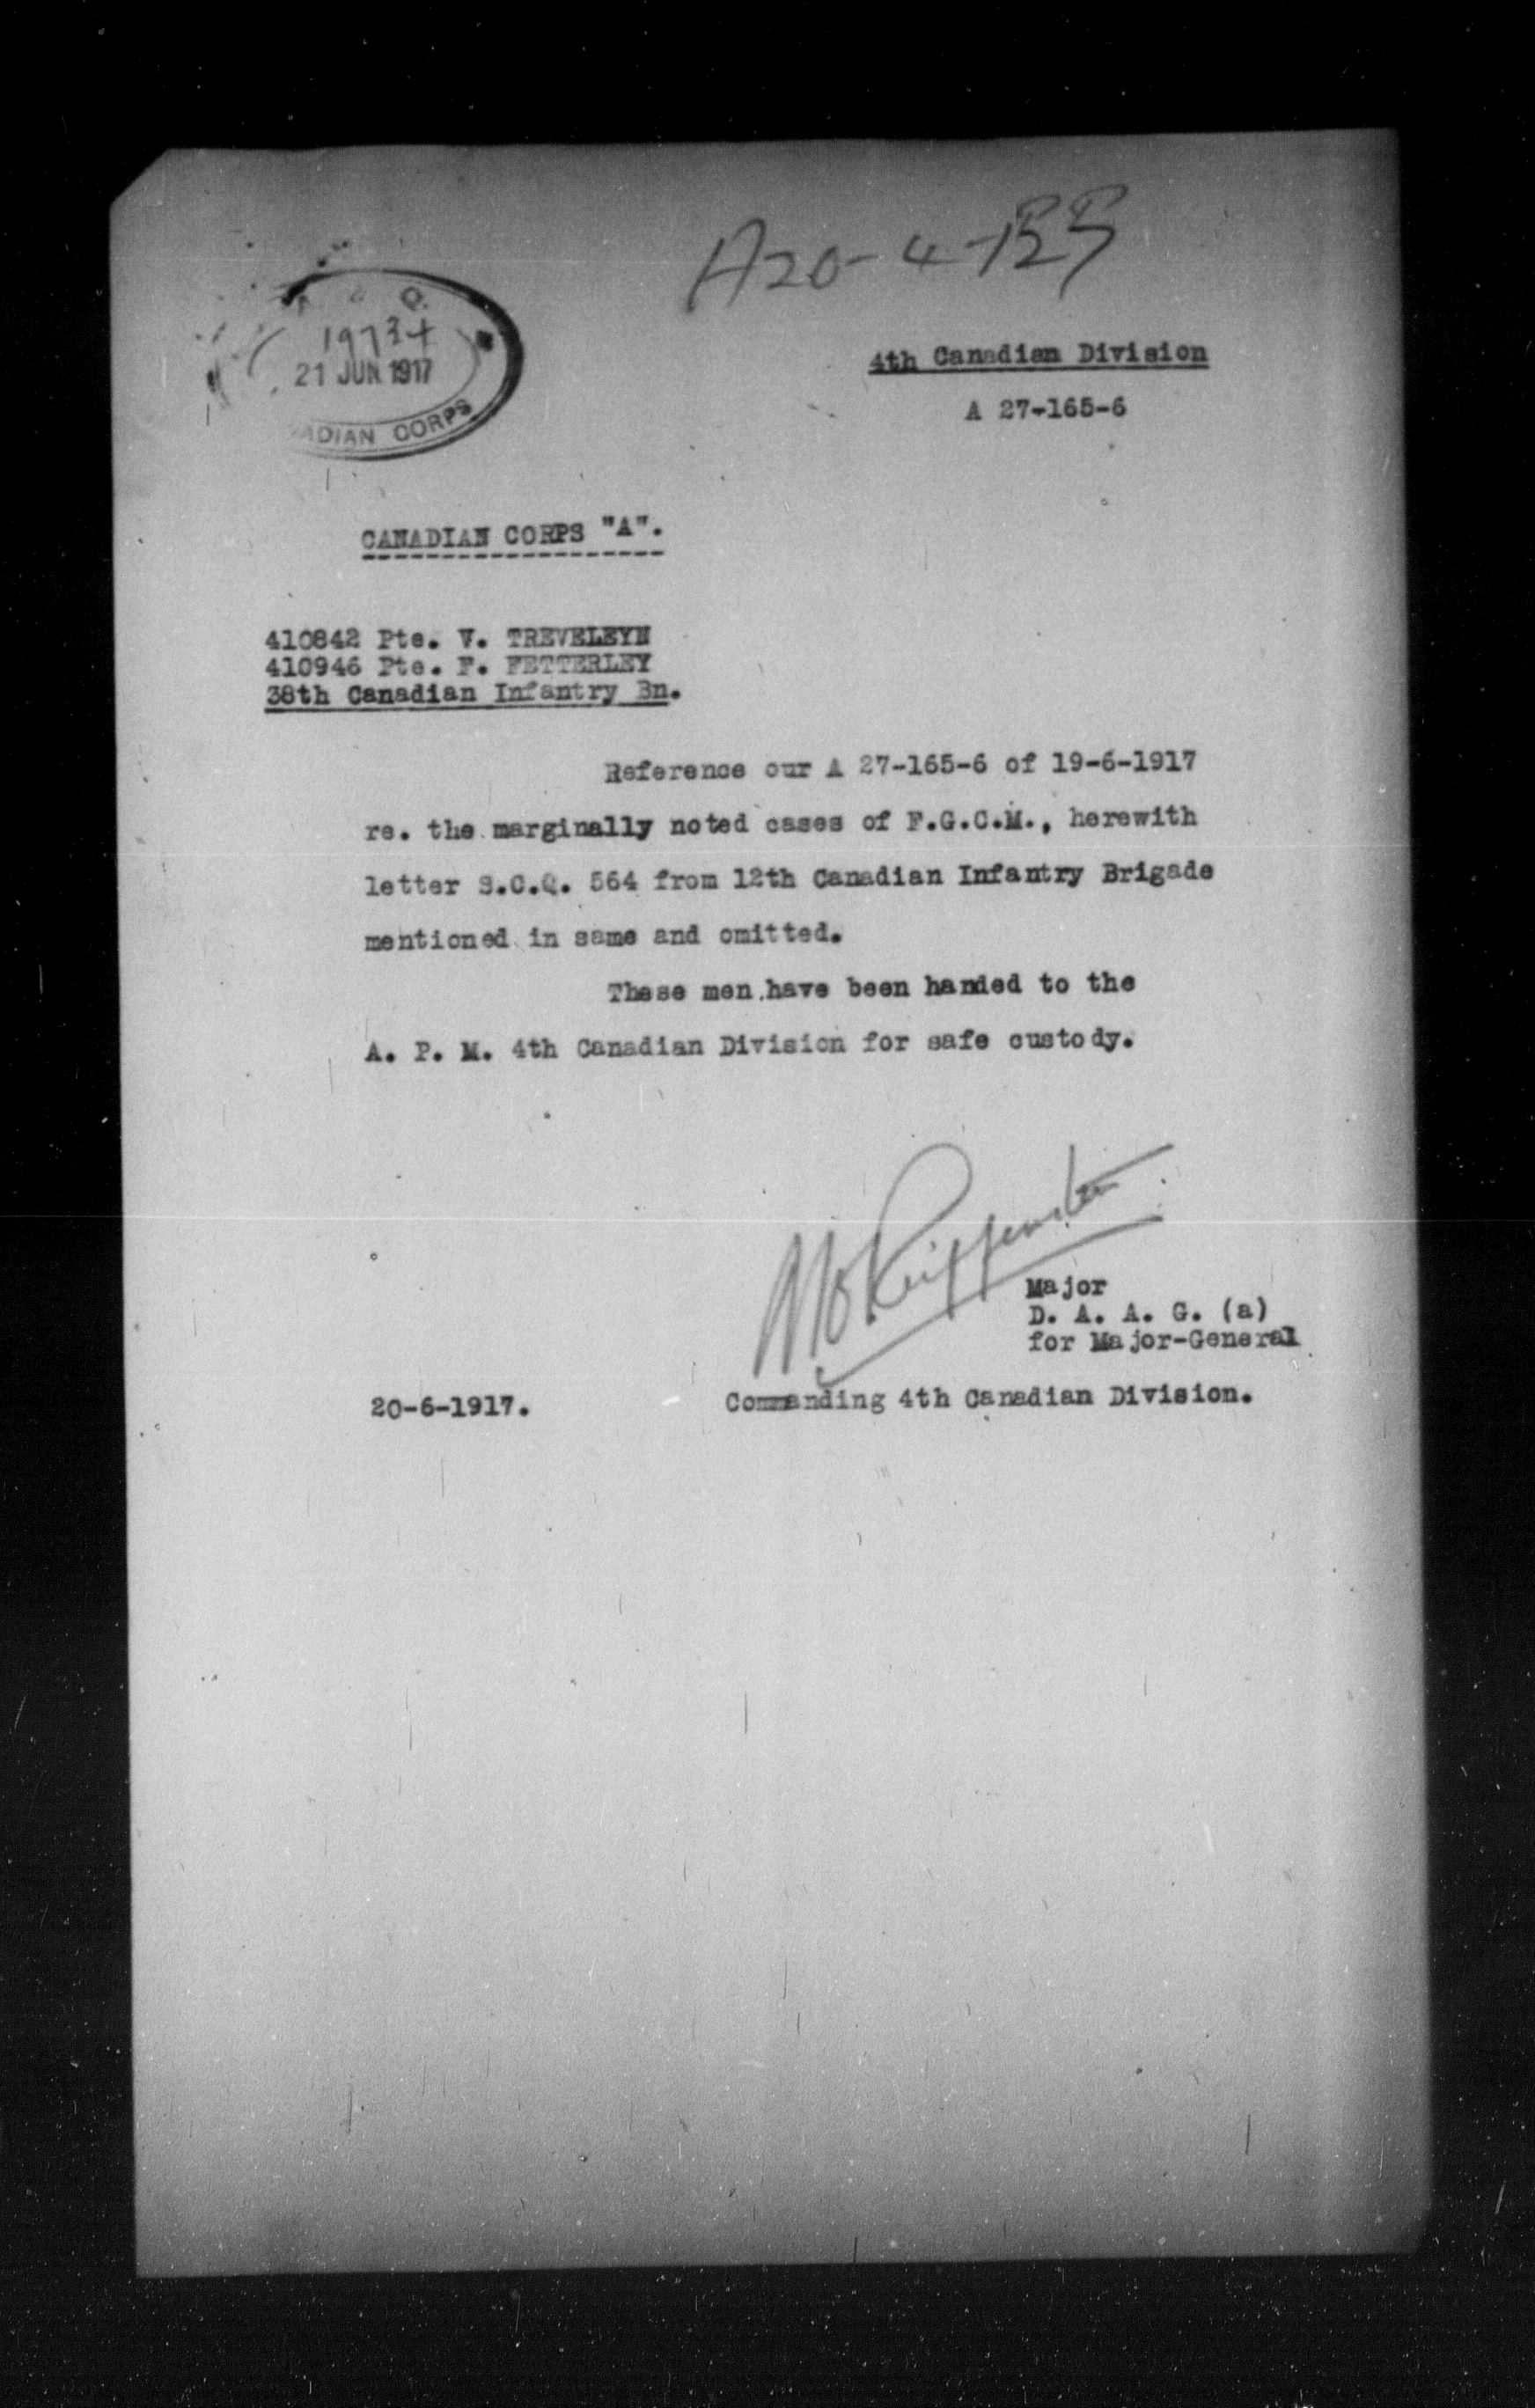 A20-4-
Q.
19734
21 JUN 1917
ADIAN CORPS
4th Canadian Division
A 27-165-6
CANADIAN CORPS "A".
410842 Pte. V. TREVELEYN
410946 Pte. F. FETTERLEY
38th Canadian Infantry Bn.
Reference our A 27-165-6 of 19-6-1917
re. the marginally noted cases of F.G.C.M., herewith
letter S.C.Q. 564 from 12th Canadian Infantry Brigade
mentioned in same and omitted.
These men have been handed to the
A. P. M. 4th Canadian Division for safe custody.
Major
D. A. A. G. (a)
for Major-General
20-6-1917.
Commanding 4th Canadian Division.